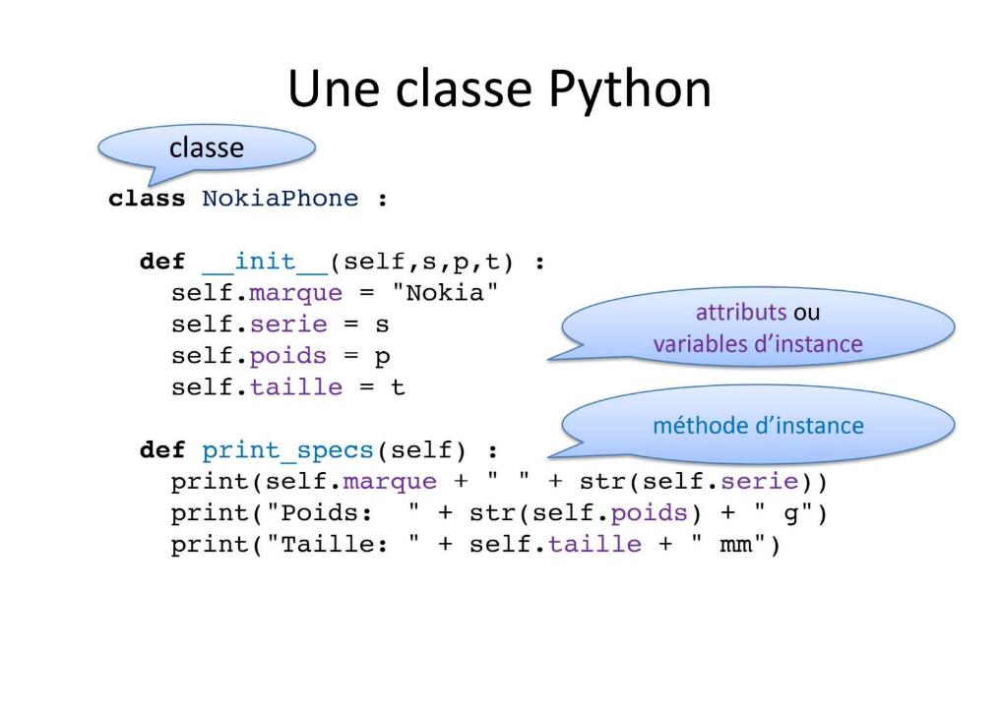 Une classe Python
classe
class NokiaPhone :
def __init__(self,s,p,t) :
self.marque = "Nokia"
self.serie = s
self.poids = p
self.taille = t
attributs ou
variables d’instance
méthode d’instance
def print_specs(self) :
print(self.marque + " " + str(self.serie))
print("Poids:  " + str(self.poids) + " g")
print("Taille: " + self.taille + " mm")